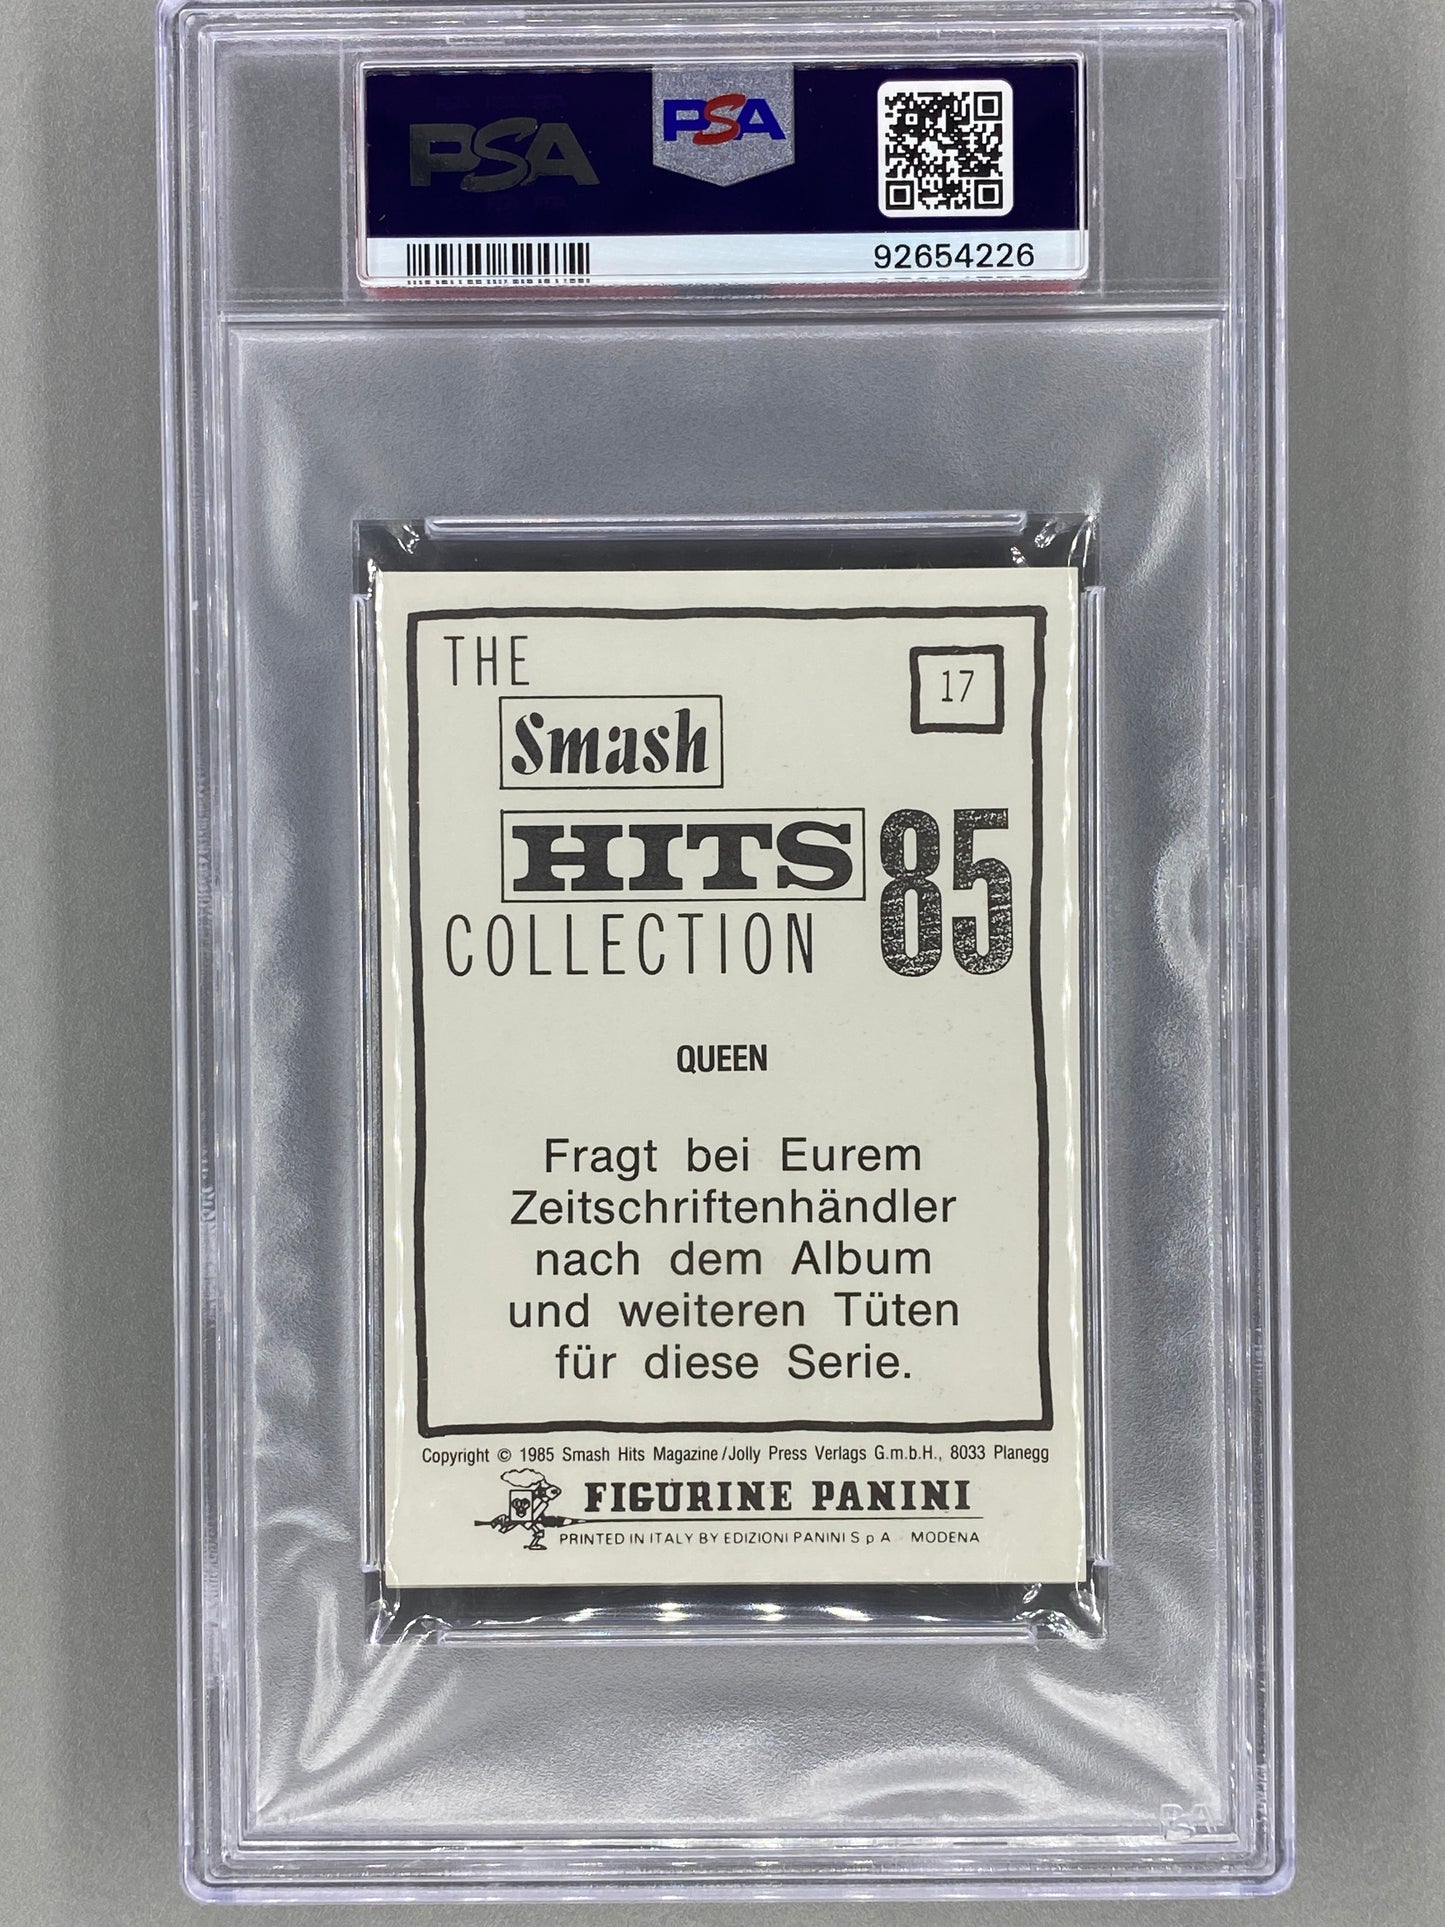 PSA
PSA
92654226
THE
17
Smash
HITS
85
COLLECTION
QUEEN
Fragt bei Eurem
Zeitschriftenhändler
nach dem Album
und weiteren Tüten
für diese Serie.
Copyright © 1985 Smash Hits Magazine/Jolly Press Verlags G.m.b.H., 8033 Planegg
FIGURINE PANINI
PRINTED IN ITALY BY EDIZIONI PANINI S p A MODENA
PSA